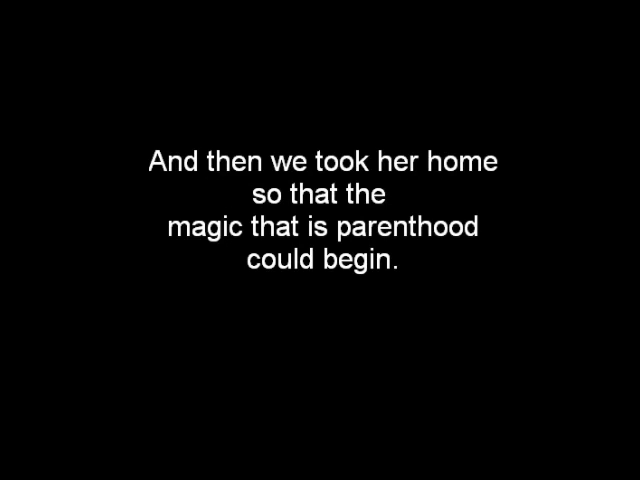 And then we took her home
so that the
magic that is parenthood
could begin.